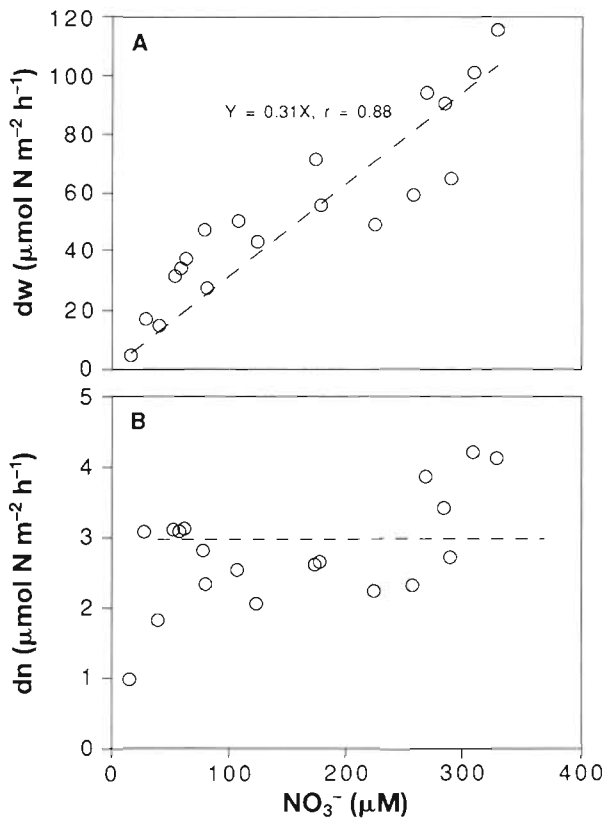 120
100
80
60
40
20
0
dw (μmol N m⁻² h⁻¹)
A
Y = 0.31X, r = 0.88
5
4
3
2
1
0
dn (μmol N m⁻² h⁻¹)
B
0 100 200 300 400
NO₃⁻ (μM)